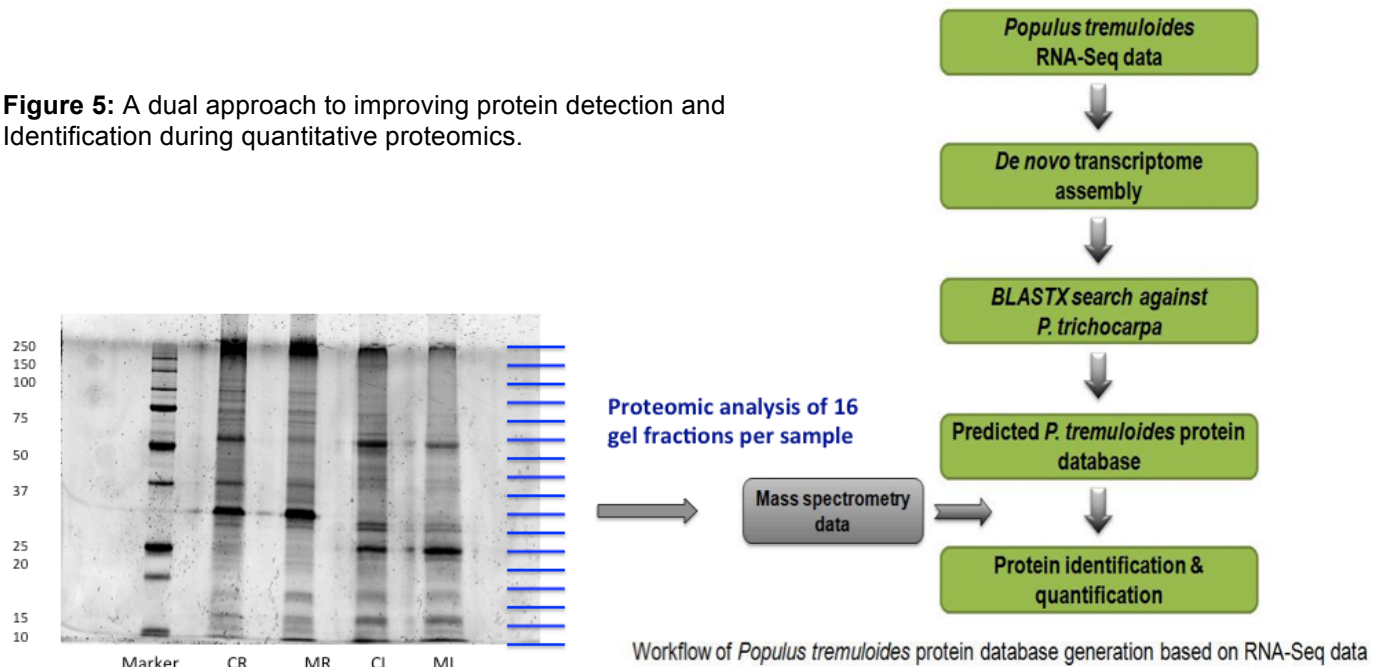 Figure 5: A dual approach to improving protein detection and
Identification during quantitative proteomics.
250
150
100
75
50
37
25
20
15
10
Marker CR MR CL ML
Proteomic analysis of 16
gel fractions per sample
Mass spectrometry
data
Populus tremuloides
RNA-Seq data
De novo transcriptome
assembly
BLASTX search against
P. trichocarpa
Predicted P. tremuloides protein
database
Protein identification &
quantification
Workflow of Populus tremuloides protein database generation based on RNA-Seq data